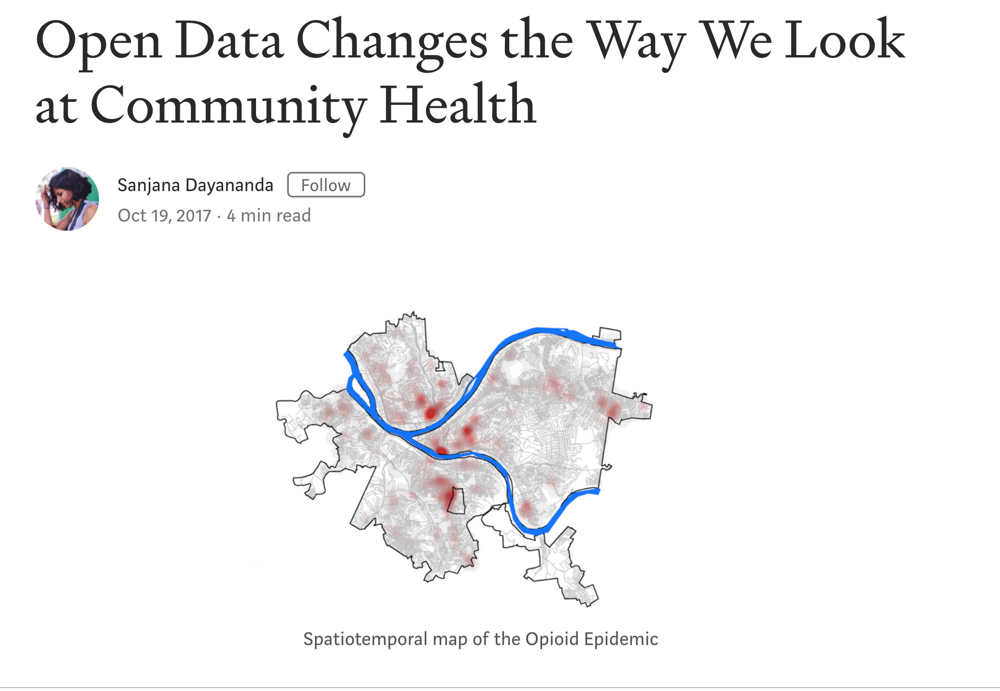 Open Data Changes the Way We Look
at Community Health
Sanjana Dayananda Follow
Oct 19, 2017 · 4 min read
Spatiotemporal map of the Opioid Epidemic